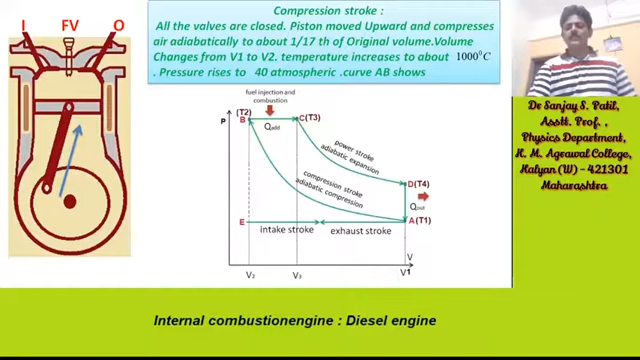 Compression stroke :
All the valves are closed. Piston moved Upward and compresses
air adiabatically to about 1/17 th of Original volume.Volume
Changes from V1 to V2. temperature increases to about 1000⁰C
. Pressure rises to 40 atmospheric .curve AB shows
I FV O
fuel injection and
combustion
(T2)
P B C(T3)
Qadd
power stroke
adiabatic expansion
compression stroke
adiabatic compression
D(T4)
Qout
E A(T1)
intake stroke exhaust stroke
V
V2 V3 V1
Dr Sanjay S. Patil,
Asstt. Prof. ,
Physics Department,
K. M. Agrawal College,
Kalyan (W) - 421301
Maharashtra
Internal combustionengine : Diesel engine